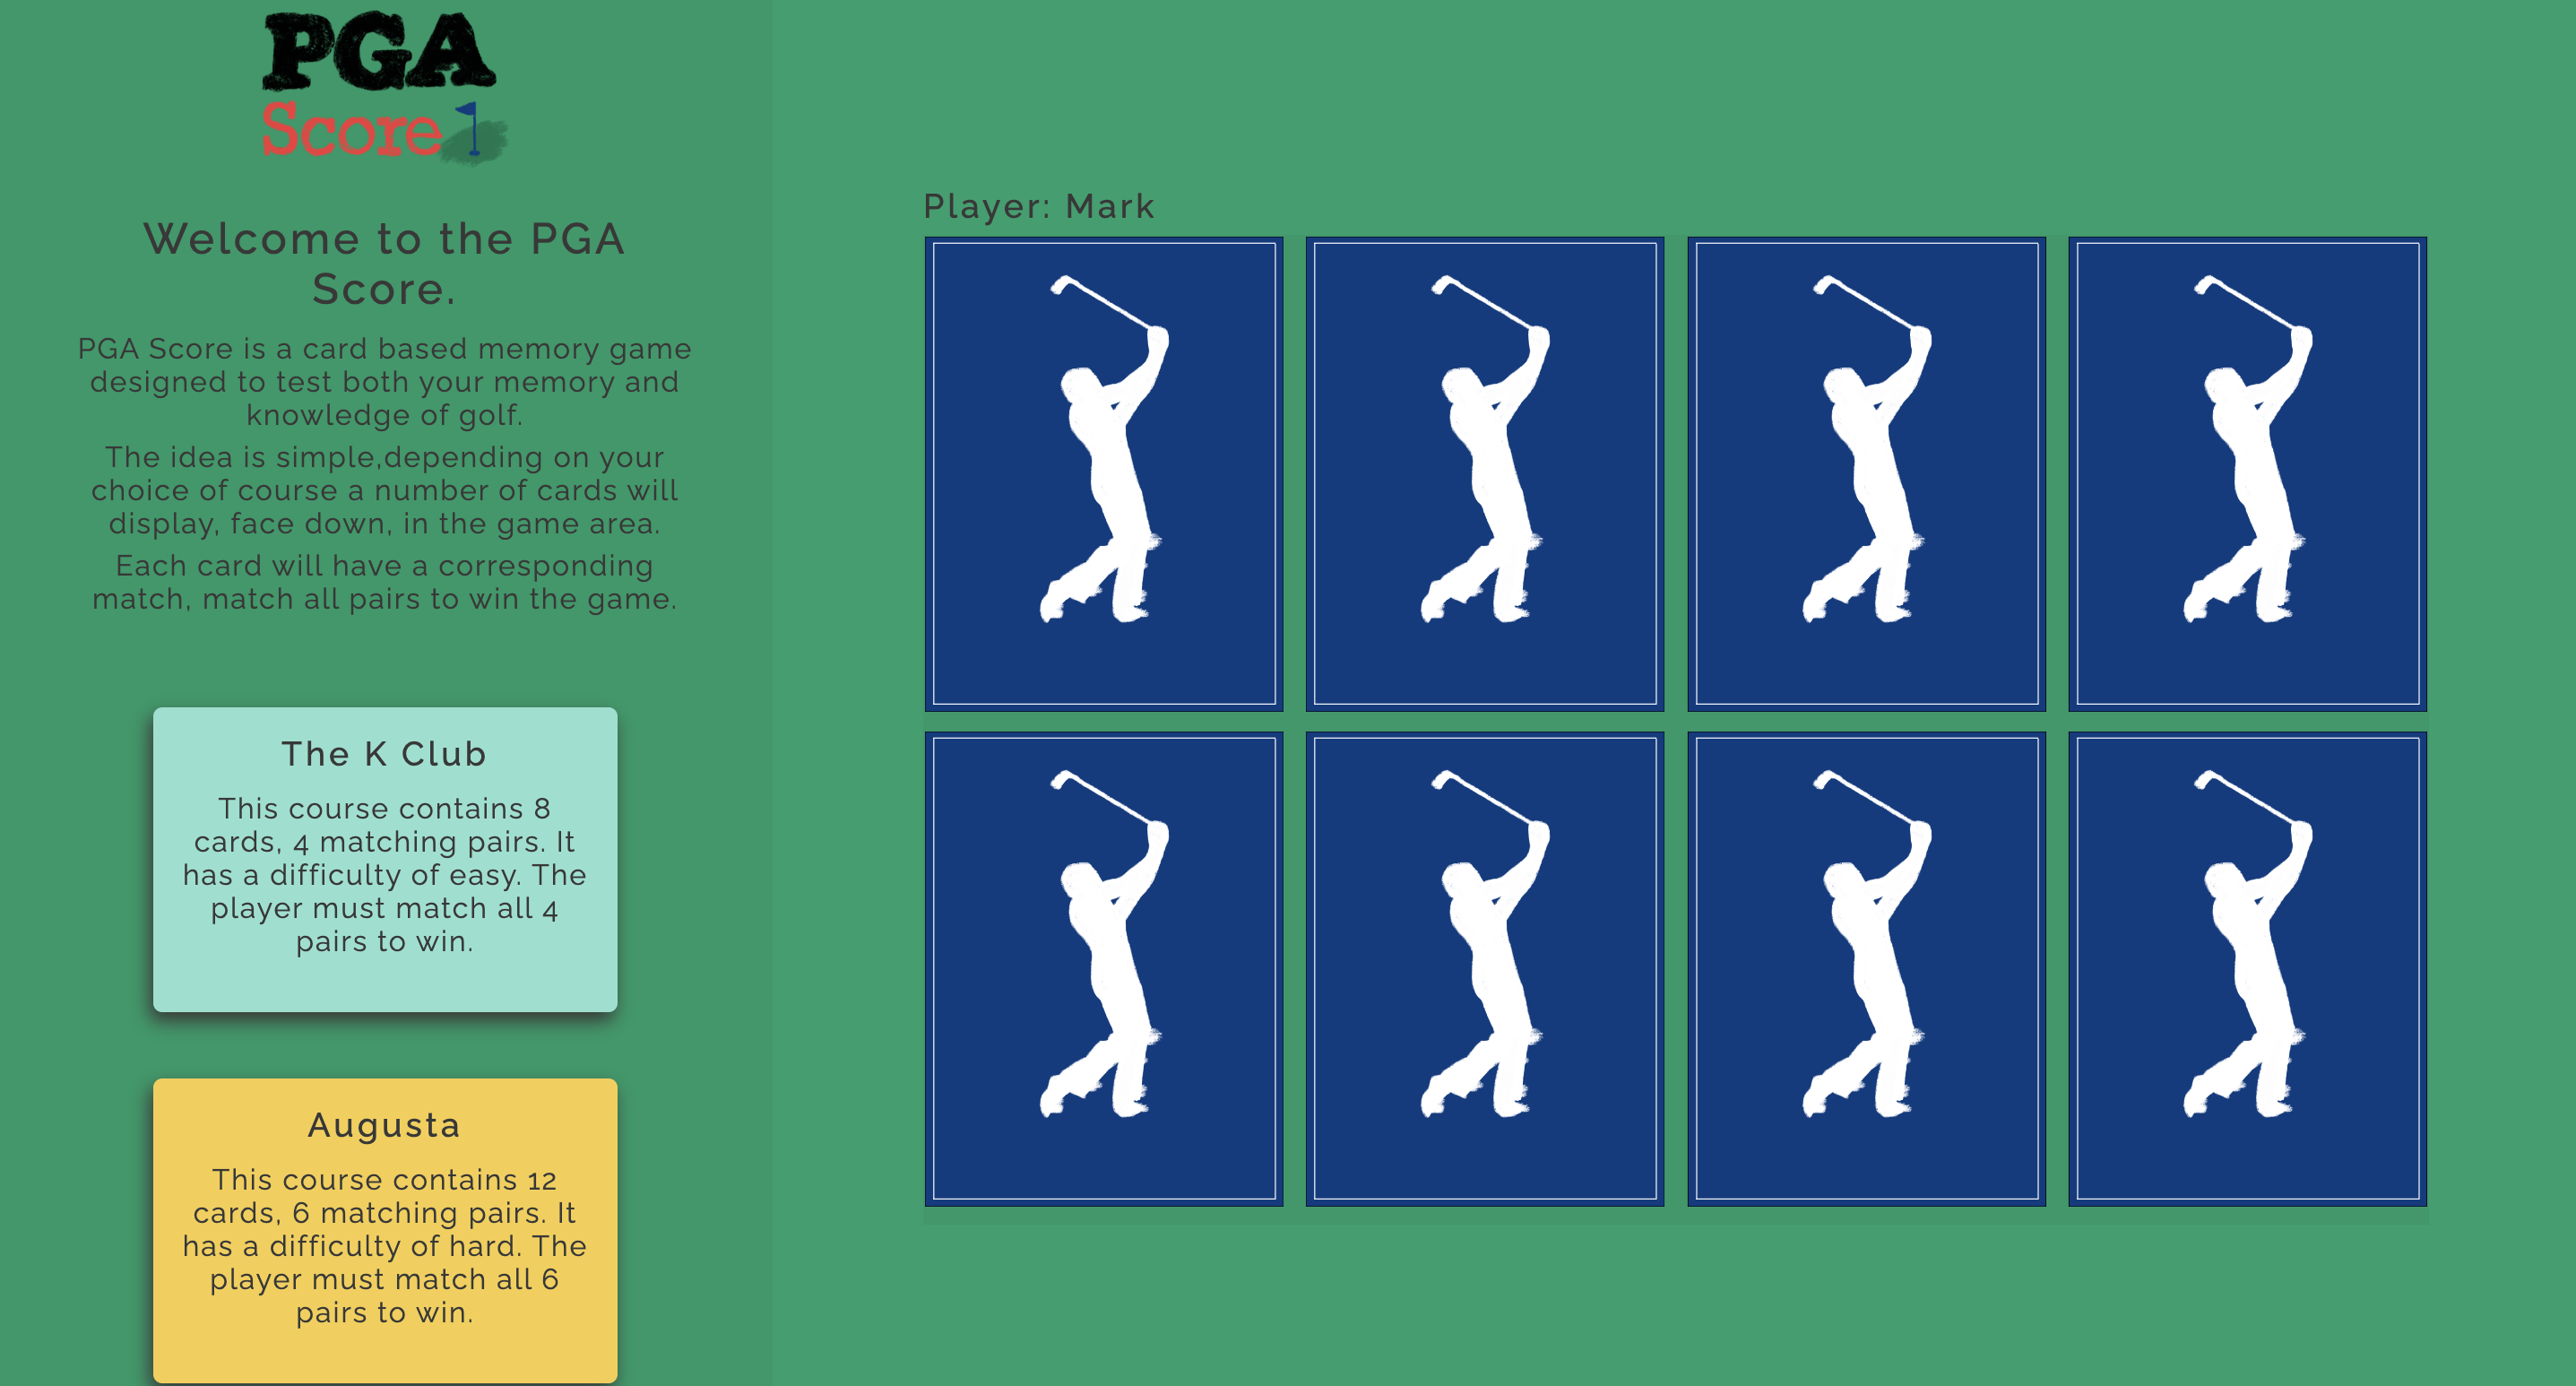 PGA
Score
Welcome to the PGA
Score.
PGA Score is a card based memory game
designed to test both your memory and
knowledge of golf.
The idea is simple,depending on your
choice of course a number of cards will
display, face down, in the game area.
Each card will have a corresponding
match, match all pairs to win the game.
The K Club
This course contains 8
cards, 4 matching pairs. It
has a difficulty of easy. The
player must match all 4
pairs to win.
Augusta
This course contains 12
cards, 6 matching pairs. It
has a difficulty of hard. The
player must match all 6
pairs to win.
Player: Mark